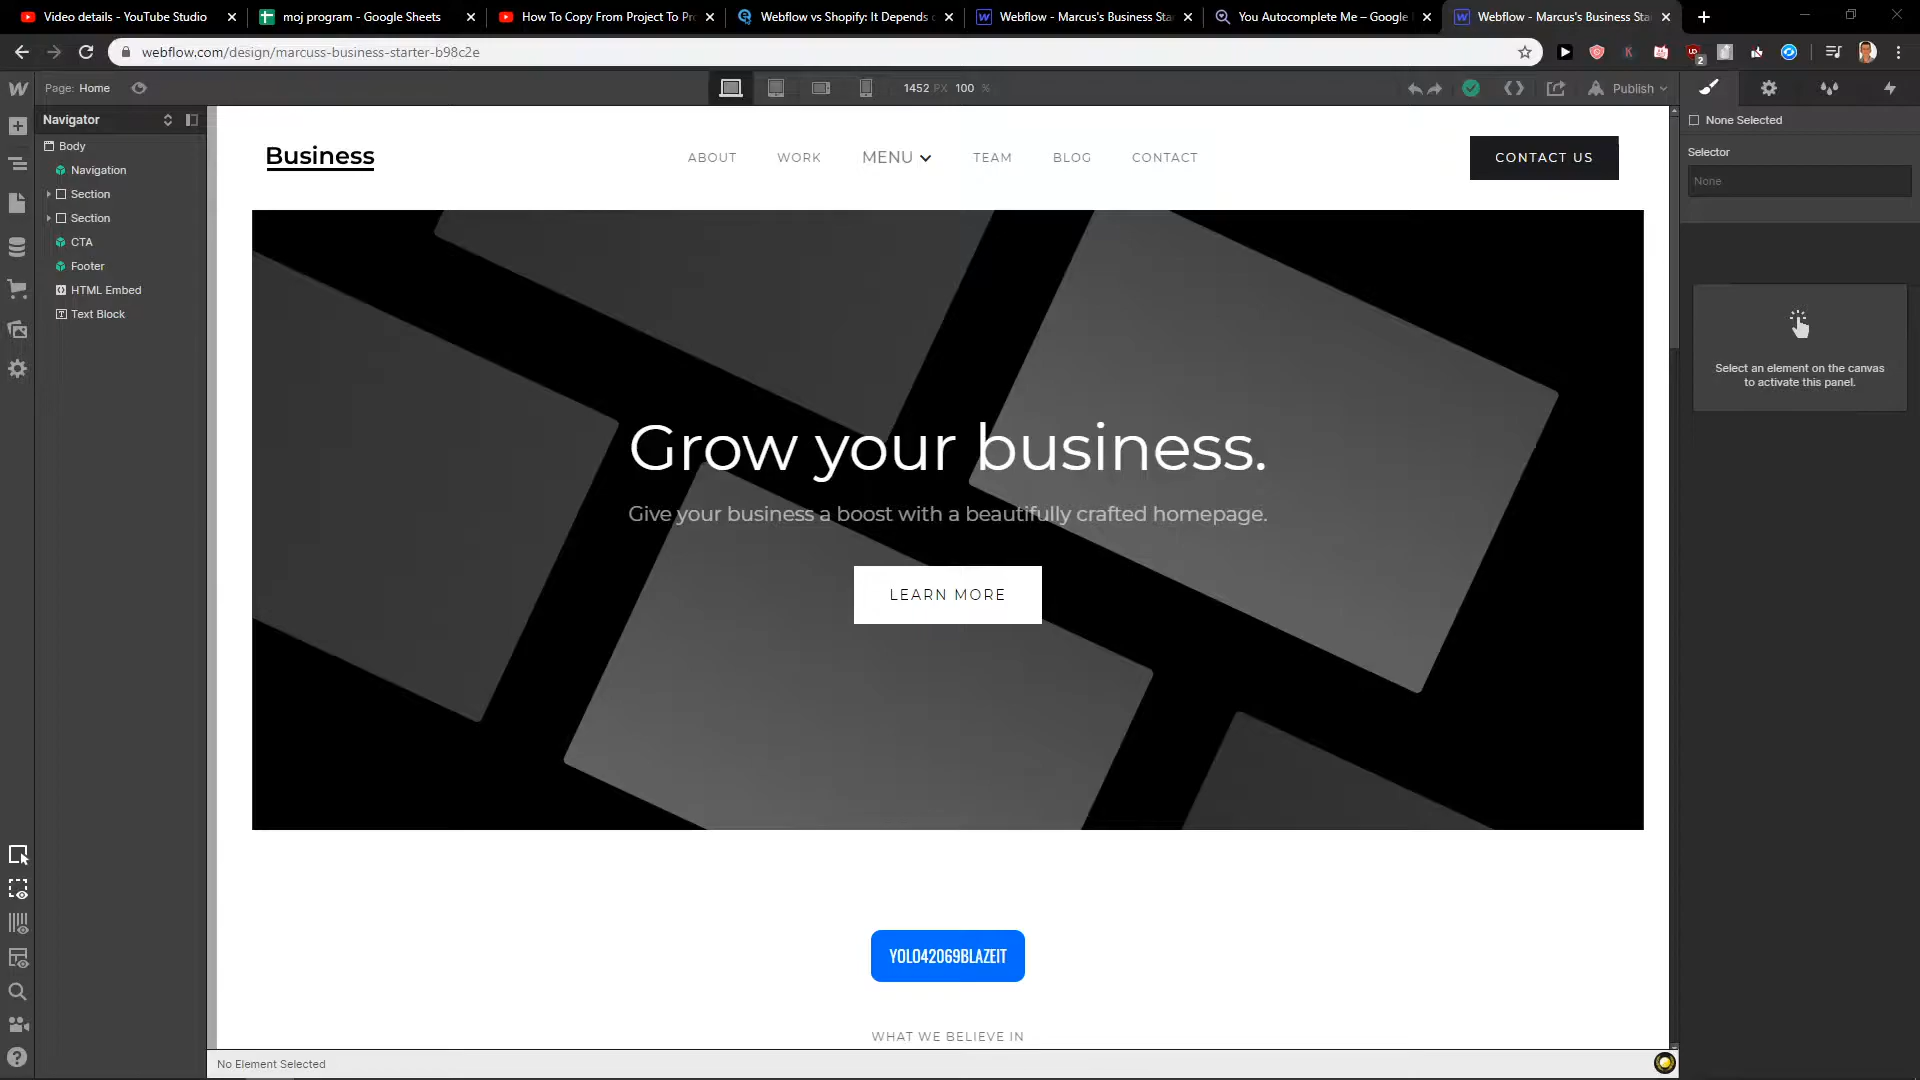 Video details - YouTube Studio
moj program - Google Sheets
How To Copy From Project To Pr
Webflow vs Shopify: It Depends
Webflow - Marcus's Business Sta
You Autocomplete Me – Google
Webflow - Marcus's Business Sta
webflow.com/design/marcuss-business-starter-b98c2e
2
Page: Home
1452 PX 100 %
Publish
Navigator
Body
Navigation
Section
Section
CTA
Footer
HTML Embed
Text Block
Business
ABOUT
WORK
MENU
TEAM
BLOG
CONTACT
CONTACT US
Grow your business.
Give your business a boost with a beautifully crafted homepage.
LEARN MORE
YOLO42069BLAZEIT
WHAT WE BELIEVE IN
No Element Selected
None Selected
Selector
None
Select an element on the canvas
to activate this panel.